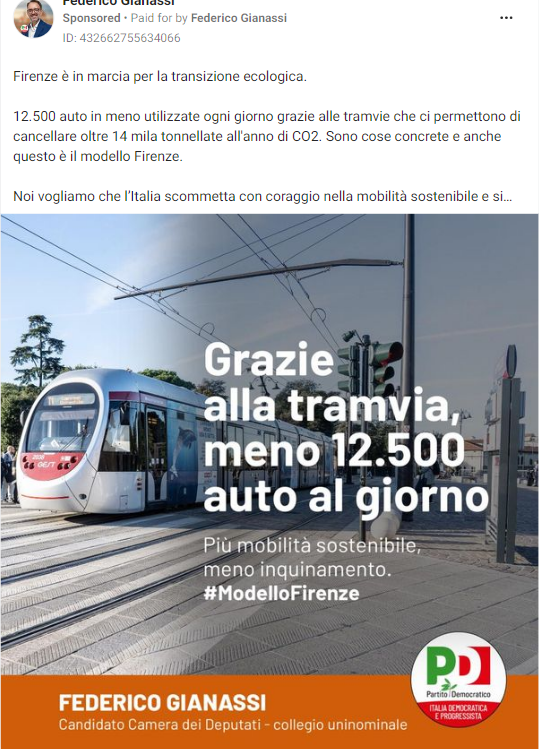 Federico Gianassi
Sponsored • Paid for by Federico Gianassi
ID: 432662755634066
Firenze è in marcia per la transizione ecologica.
12.500 auto in meno utilizzate ogni giorno grazie alle tramvie che ci permettono di
cancellare oltre 14 mila tonnellate all'anno di CO2. Sono cose concrete e anche
questo è il modello Firenze.
Noi vogliamo che l'Italia scommetta con coraggio nella mobilità sostenibile e si...
Grazie
alla tramvia,
meno 12.500
auto al giorno
Più mobilità sostenibile,
meno inquinamento.
#ModelloFirenze
GEST
PD
Partito Democratico
ITALIA DEMOCRATICA
E PROGRESSISTA
FEDERICO GIANASSI
Candidato Camera dei Deputati - collegio uninominale